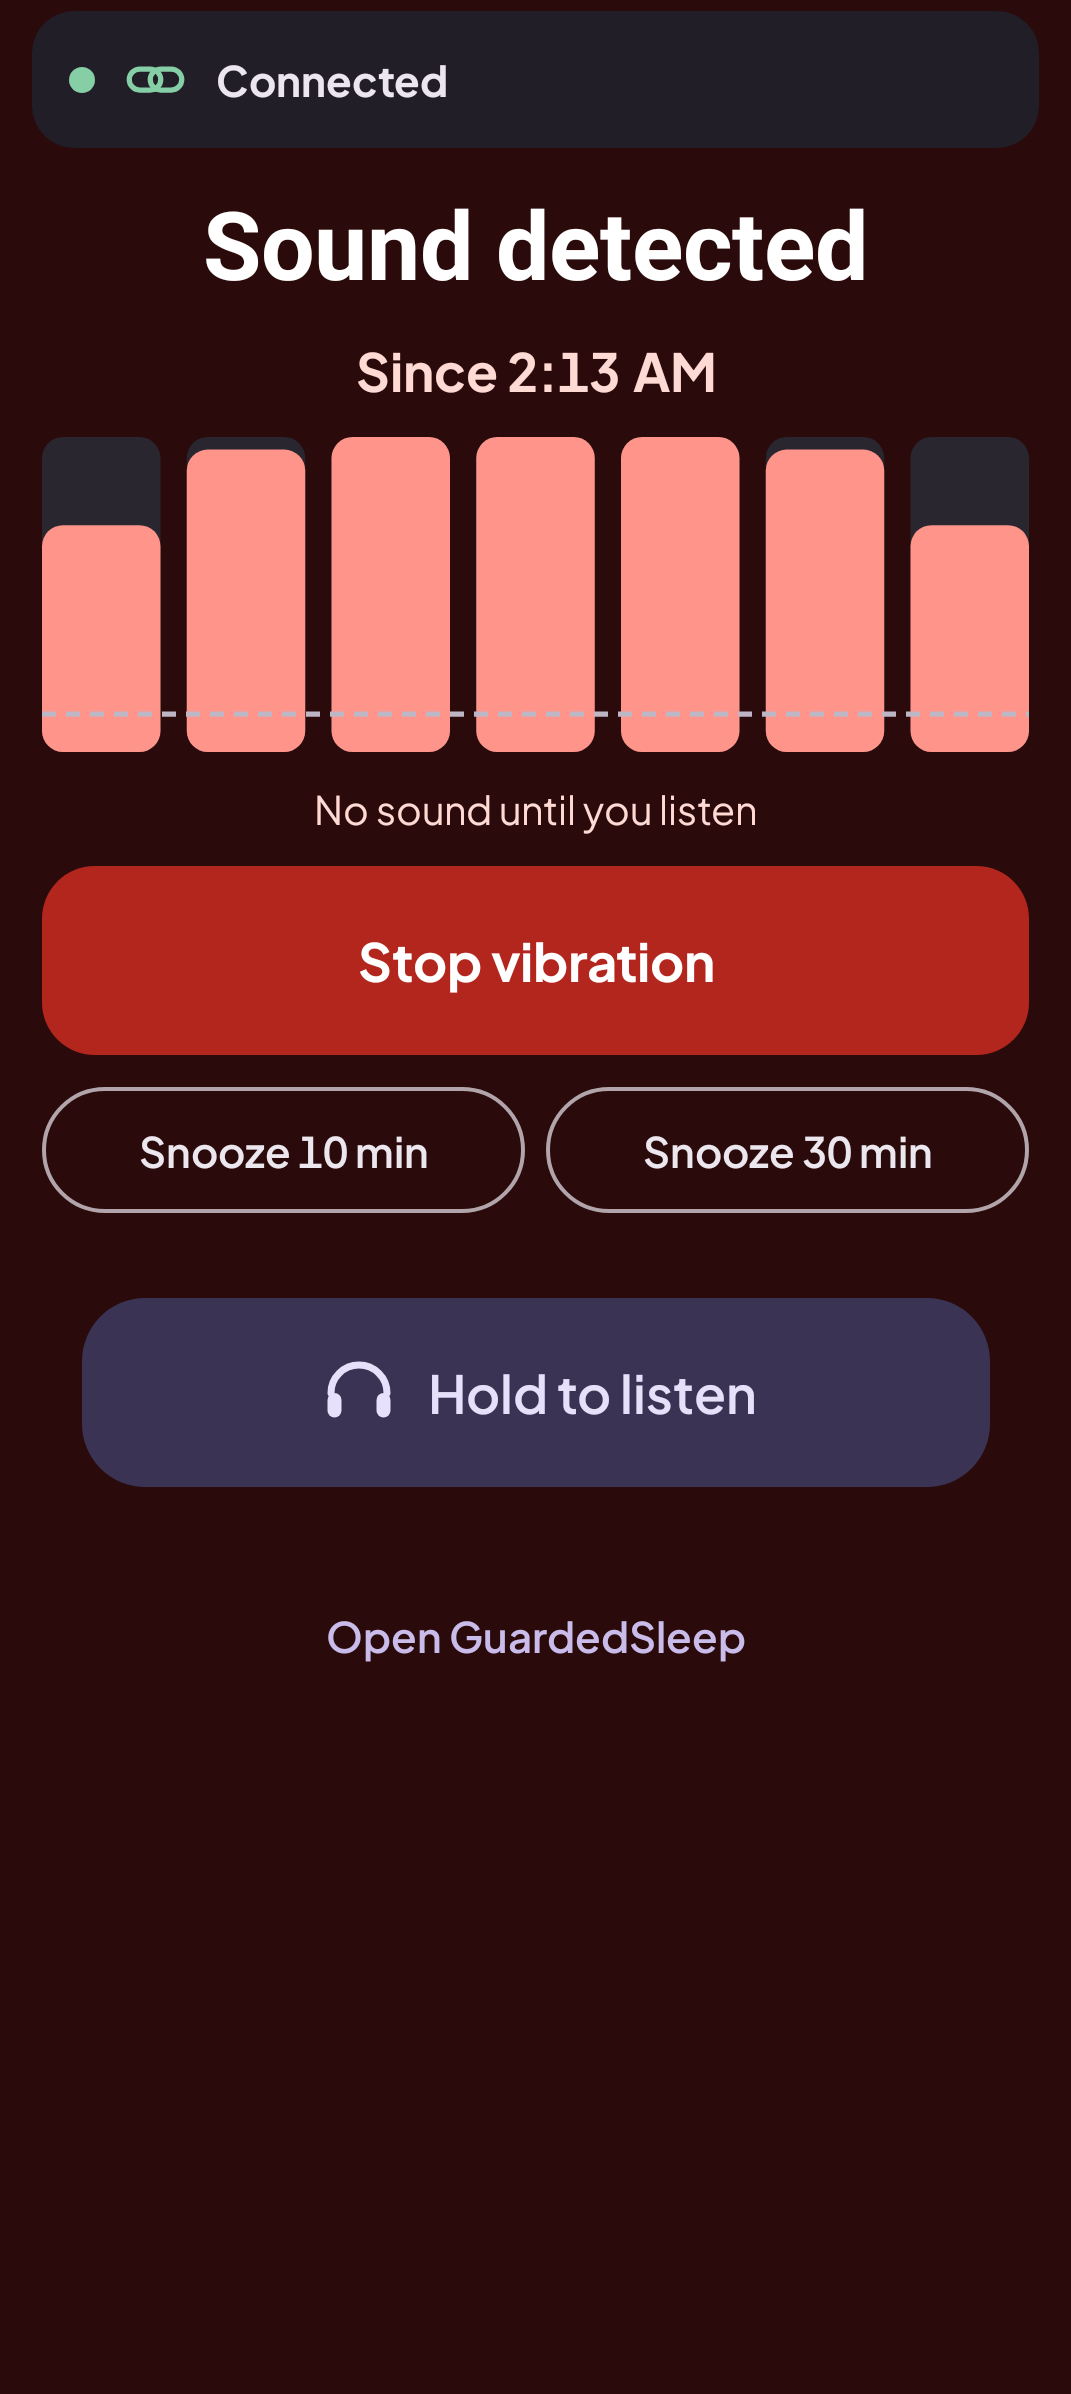 Connected
Sound detected
Since 2:13 AM
No sound until you listen
Stop vibration
Snooze 10 min
Snooze 30 min
Hold to listen
Open GuardedSleep